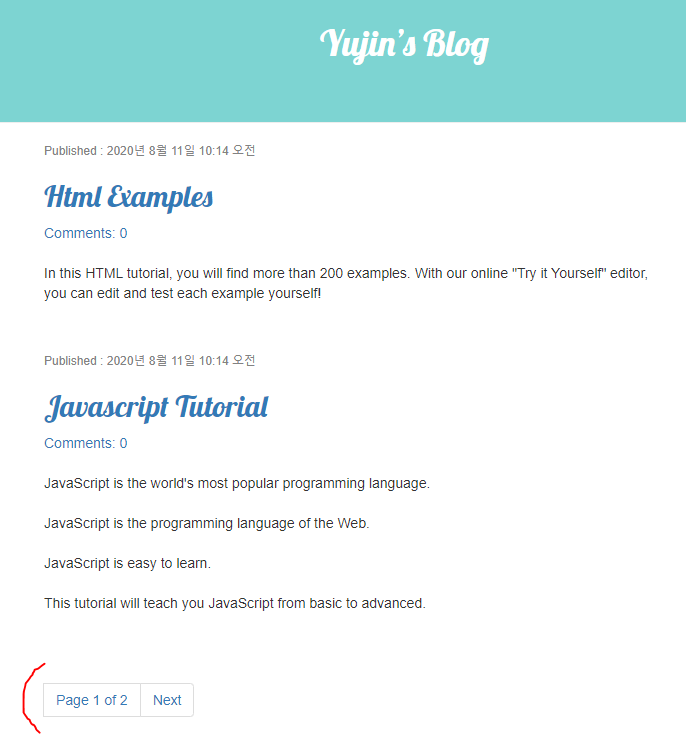 Yujin's Blog
Published : 2020년 8월 11일 10:14 오전
Html Examples
Comments: 0
In this HTML tutorial, you will find more than 200 examples. With our online "Try it Yourself" editor,
you can edit and test each example yourself!
Published : 2020년 8월 11일 10:14 오전
Javascript Tutorial
Comments: 0
JavaScript is the world's most popular programming language.
JavaScript is the programming language of the Web.
JavaScript is easy to learn.
This tutorial will teach you JavaScript from basic to advanced.
Page 1 of 2 Next